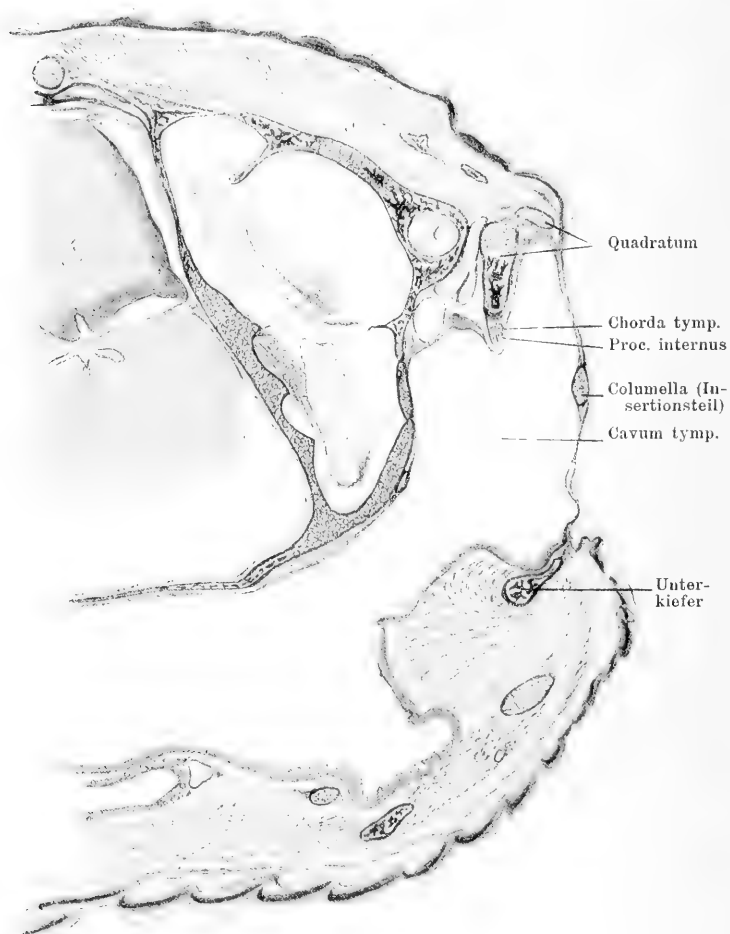 Quadratum
Chorda tymp.
Proc. internus
Columella (In-
sertionsteil)
Cavum tymp.
Unter-
kiefer